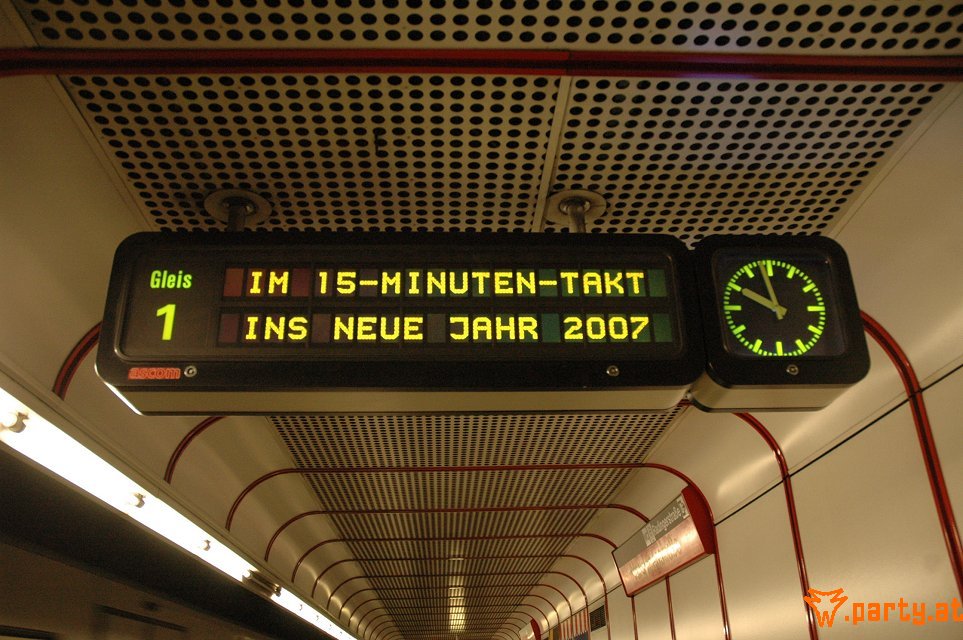 Gleis
1
IM 15-MINUTEN-TAKT
INS NEUE JAHR 2007
ascom
party.at